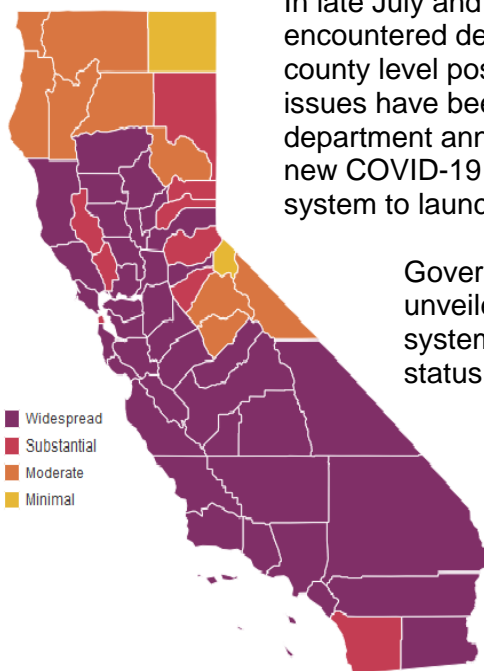 In late July and
encountered de
county level pos
issues have bee
department ann
new COVID-19
system to launc
Gover
unveile
system
status
Widespread
Substantial
Moderate
Minimal